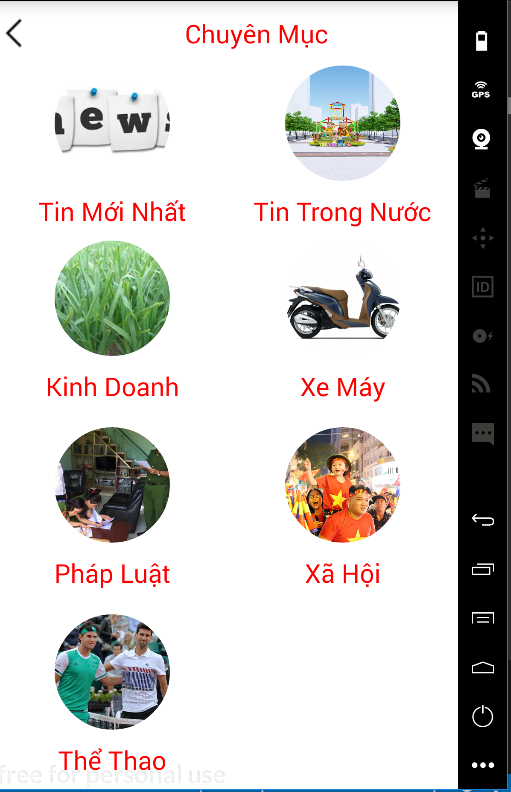 Chuyên Mục
news
GPS
Tin Mới Nhất
Tin Trong Nước
ID
Kinh Doanh
Xe Máy
Pháp Luật
Xã Hội
Thể Thao
free for personal use